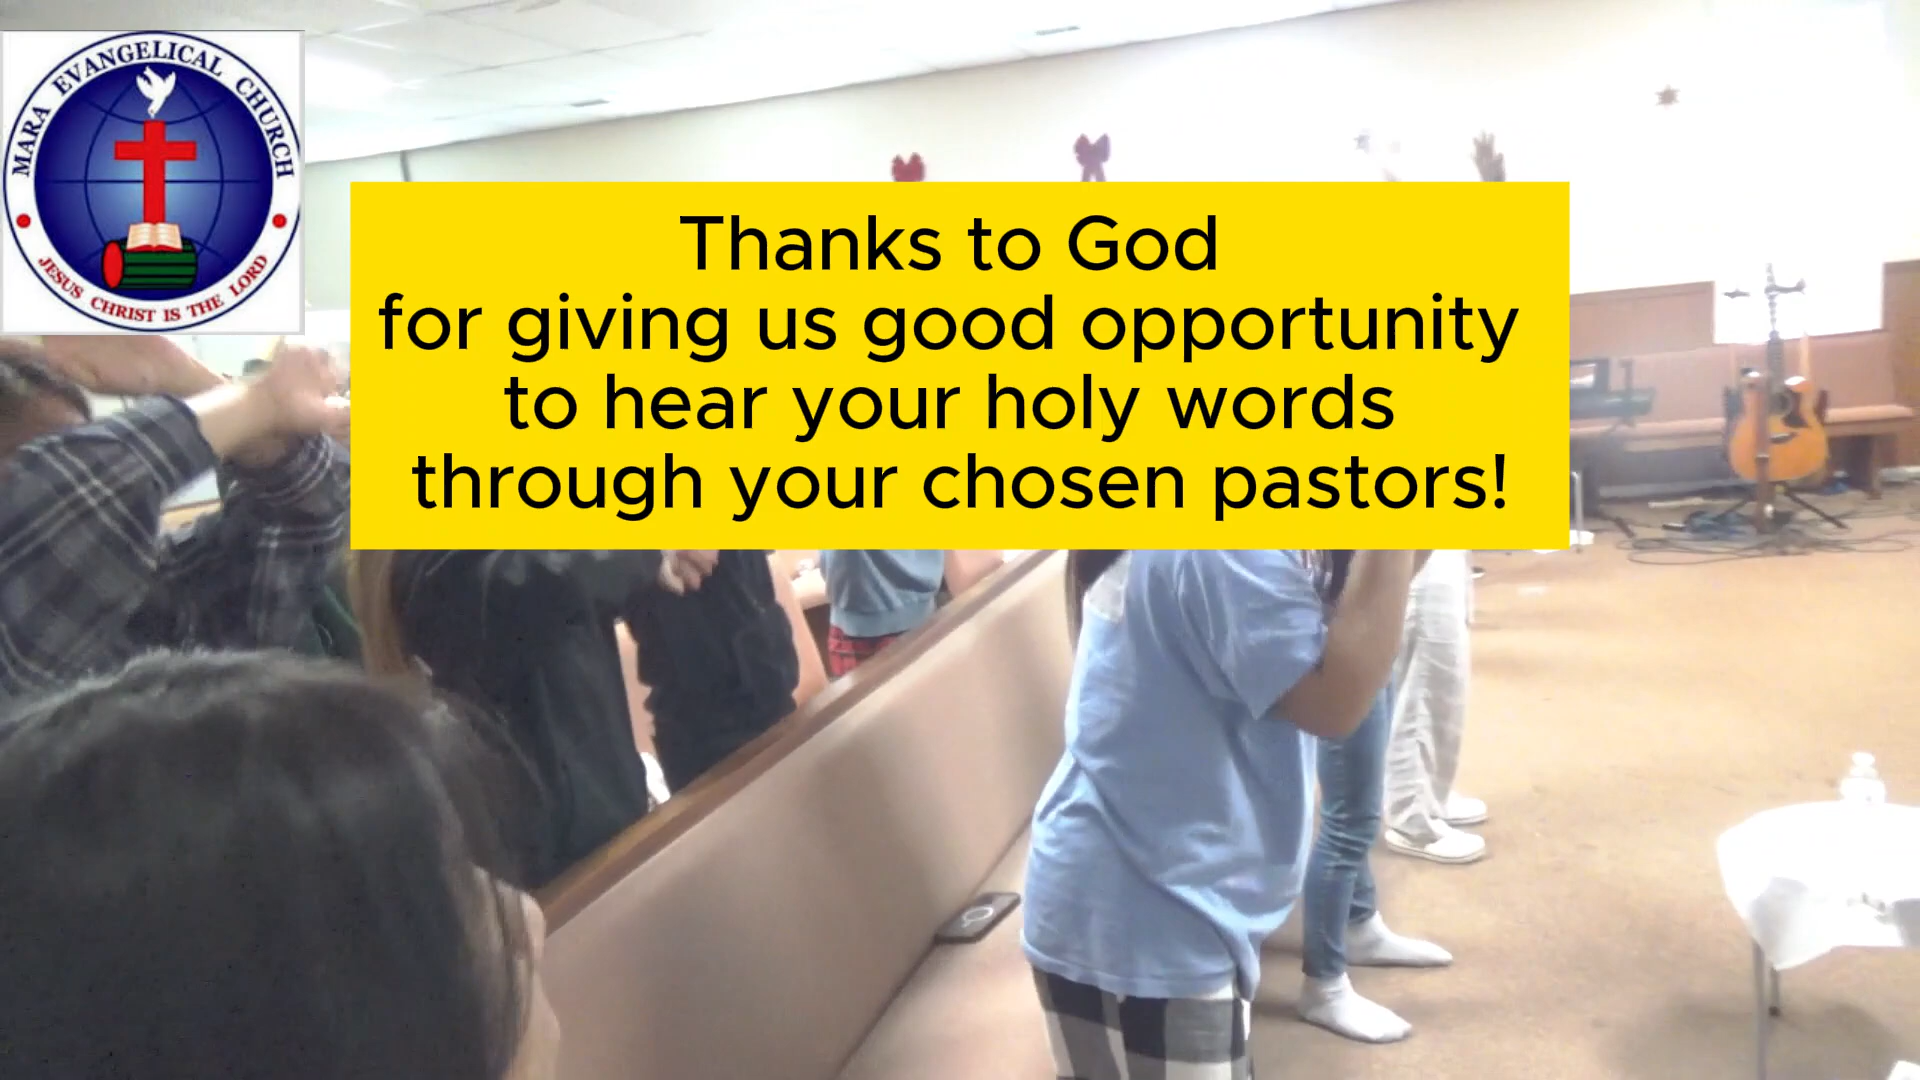 MARA EVANGELICAL CHURCH
JESUS CHRIST IS THE LORD
Thanks to God
for giving us good opportunity
to hear your holy words
through your chosen pastors!